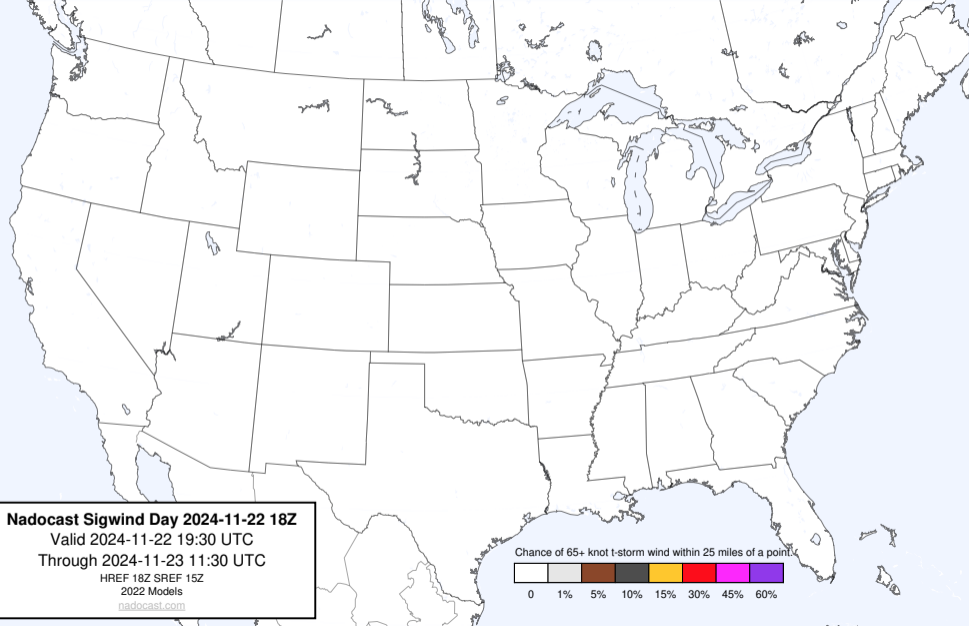 Nadocast Sigwind Day 2024-11-22 18Z
Valid 2024-11-22 19:30 UTC
Through 2024-11-23 11:30 UTC
HREF 18Z SREF 15Z
2022 Models
nadocast.com
Chance of 65+ knot t-storm wind within 25 miles of a point.
0 1% 5% 10% 15% 30% 45% 60%